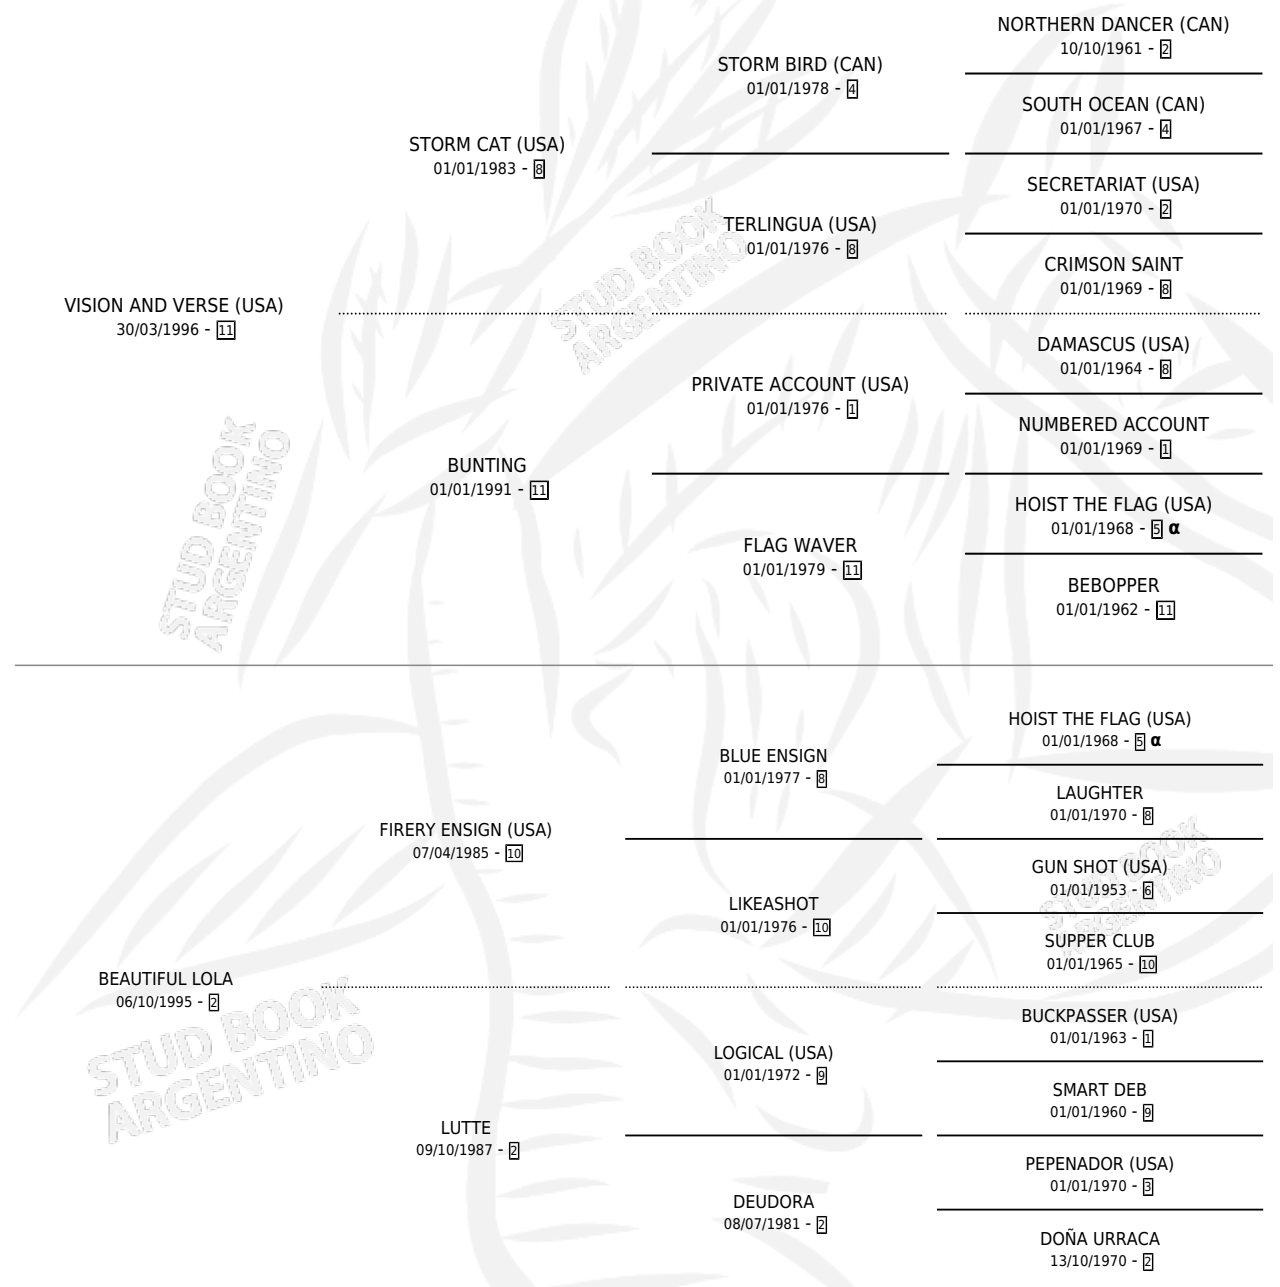 NORTHERN DANCER (CAN)
10/10/1961 - 2
STORM BIRD (CAN)
01/01/1978 - 4
SOUTH OCEAN (CAN)
01/01/1967 - 4
STORM CAT (USA)
01/01/1983 - 8
SECRETARIAT (USA)
01/01/1970 - 2
TERLINGUA (USA)
01/01/1976 - 8
CRIMSON SAINT
01/01/1969 - 8
VISION AND VERSE (USA)
30/03/1996 - 11
DAMASCUS (USA)
01/01/1964 - 8
PRIVATE ACCOUNT (USA)
01/01/1976 - 1
NUMBERED ACCOUNT
01/01/1969 - 1
BUNTING
01/01/1991 - 11
HOIST THE FLAG (USA)
01/01/1968 - 5 α
FLAG WAVER
01/01/1979 - 11
BEBOPPER
01/01/1962 - 11
HOIST THE FLAG (USA)
01/01/1968 - 5 α
BLUE ENSIGN
01/01/1977 - 8
LAUGHTER
01/01/1970 - 8
FIRERY ENSIGN (USA)
07/04/1985 - 10
GUN SHOT (USA)
01/01/1953 - 6
LIKEASHOT
01/01/1976 - 10
SUPPER CLUB
01/01/1965 - 10
BEAUTIFUL LOLA
06/10/1995 - 2
BUCKPASSER (USA)
01/01/1963 - 1
LOGICAL (USA)
01/01/1972 - 9
SMART DEB
01/01/1960 - 9
LUTTE
09/10/1987 - 2
PEPENADOR (USA)
01/01/1970 - 3
DEUDORA
08/07/1981 - 2
DOÑA URRACA
13/10/1970 - 2
STUD BOOK
ARGENTINO
STUD BOOK
ARGENTINO
STUD BOOK
ARGENTINO
STUD BOOK
ARGENTINO